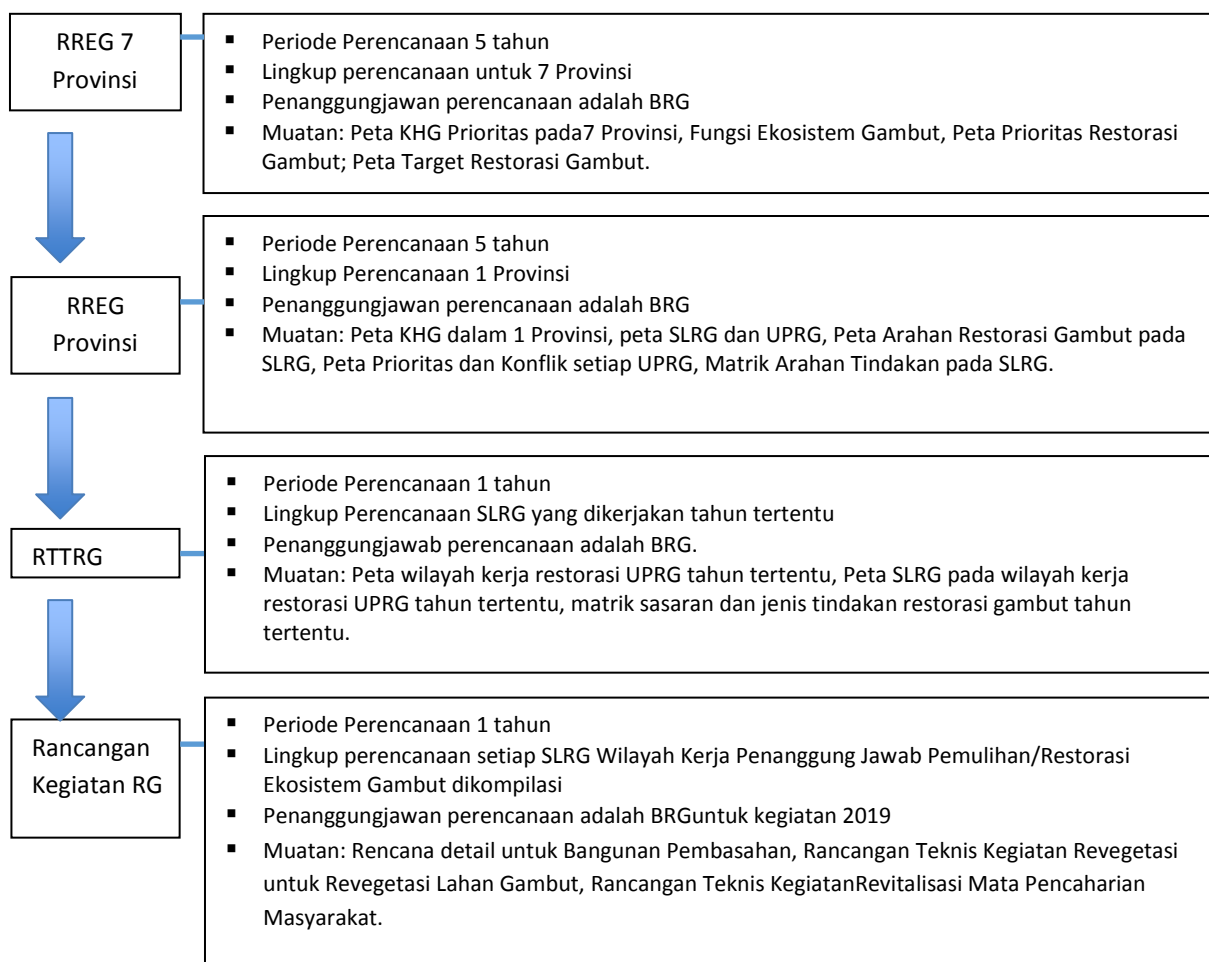 RREG 7
Provinsi
▪ Periode Perencanaan 5 tahun
▪ Lingkup perencanaan untuk 7 Provinsi
▪ Penanggungjawan perencanaan adalah BRG
▪ Muatan: Peta KHG Prioritas pada7 Provinsi, Fungsi Ekosistem Gambut, Peta Prioritas Restorasi
Gambut; Peta Target Restorasi Gambut.
RREG
Provinsi
▪ Periode Perencanaan 5 tahun
▪ Lingkup Perencanaan 1 Provinsi
▪ Penanggungjawan perencanaan adalah BRG
▪ Muatan: Peta KHG dalam 1 Provinsi, peta SLRG dan UPRG, Peta Arahan Restorasi Gambut pada
SLRG, Peta Prioritas dan Konflik setiap UPRG, Matrik Arahan Tindakan pada SLRG.
RTTRG
▪ Periode Perencanaan 1 tahun
▪ Lingkup Perencanaan SLRG yang dikerjakan tahun tertentu
▪ Penanggungjawab perencanaan adalah BRG.
▪ Muatan: Peta wilayah kerja restorasi UPRG tahun tertentu, Peta SLRG pada wilayah kerja
restorasi UPRG tahun tertentu, matrik sasaran dan jenis tindakan restorasi gambut tahun
tertentu.
Rancangan
Kegiatan RG
▪ Periode Perencanaan 1 tahun
▪ Lingkup perencanaan setiap SLRG Wilayah Kerja Penanggung Jawab Pemulihan/Restorasi
Ekosistem Gambut dikompilasi
▪ Penanggungjawan perencanaan adalah BRGuntuk kegiatan 2019
▪ Muatan: Rencana detail untuk Bangunan Pembasahan, Rancangan Teknis Kegiatan Revegetasi
untuk Revegetasi Lahan Gambut, Rancangan Teknis KegiatanRevitalisasi Mata Pencaharian
Masyarakat.